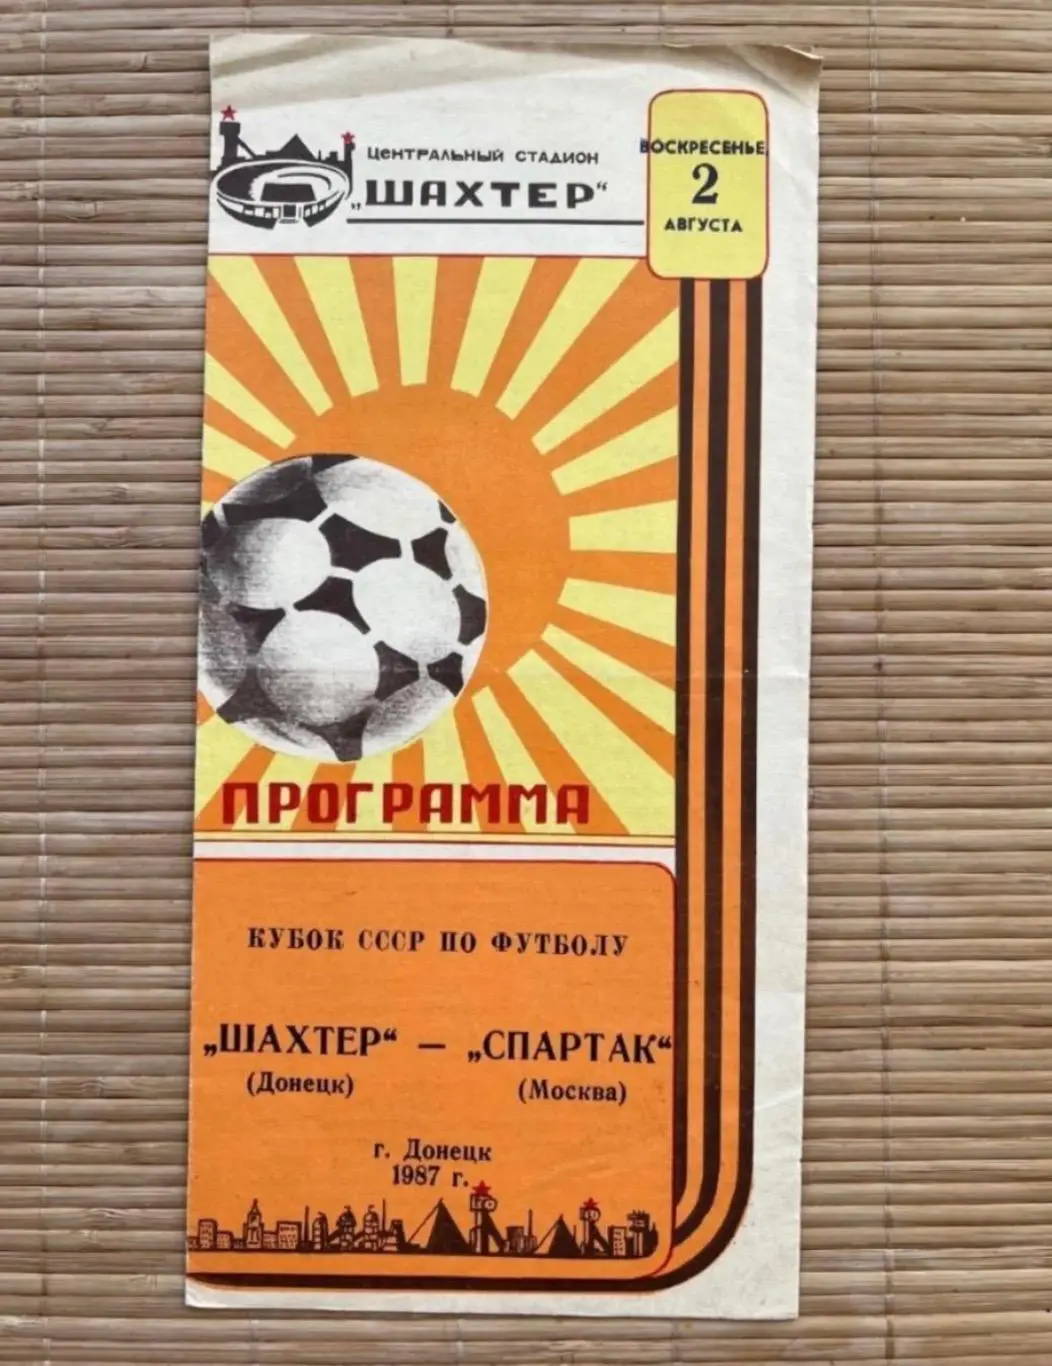 ЦЕНТРАЛЬНЫЙ СТАДИОН
„ШАХТЕР“
ВОСКРЕСЕНЬЕ,
2
АВГУСТА
ПРОГРАММА
КУБОК СССР ПО ФУТБОЛУ
„ШАХТЕР“ — „СПАРТАК“
(Донецк) (Москва)
г. Донецк
1987 г.